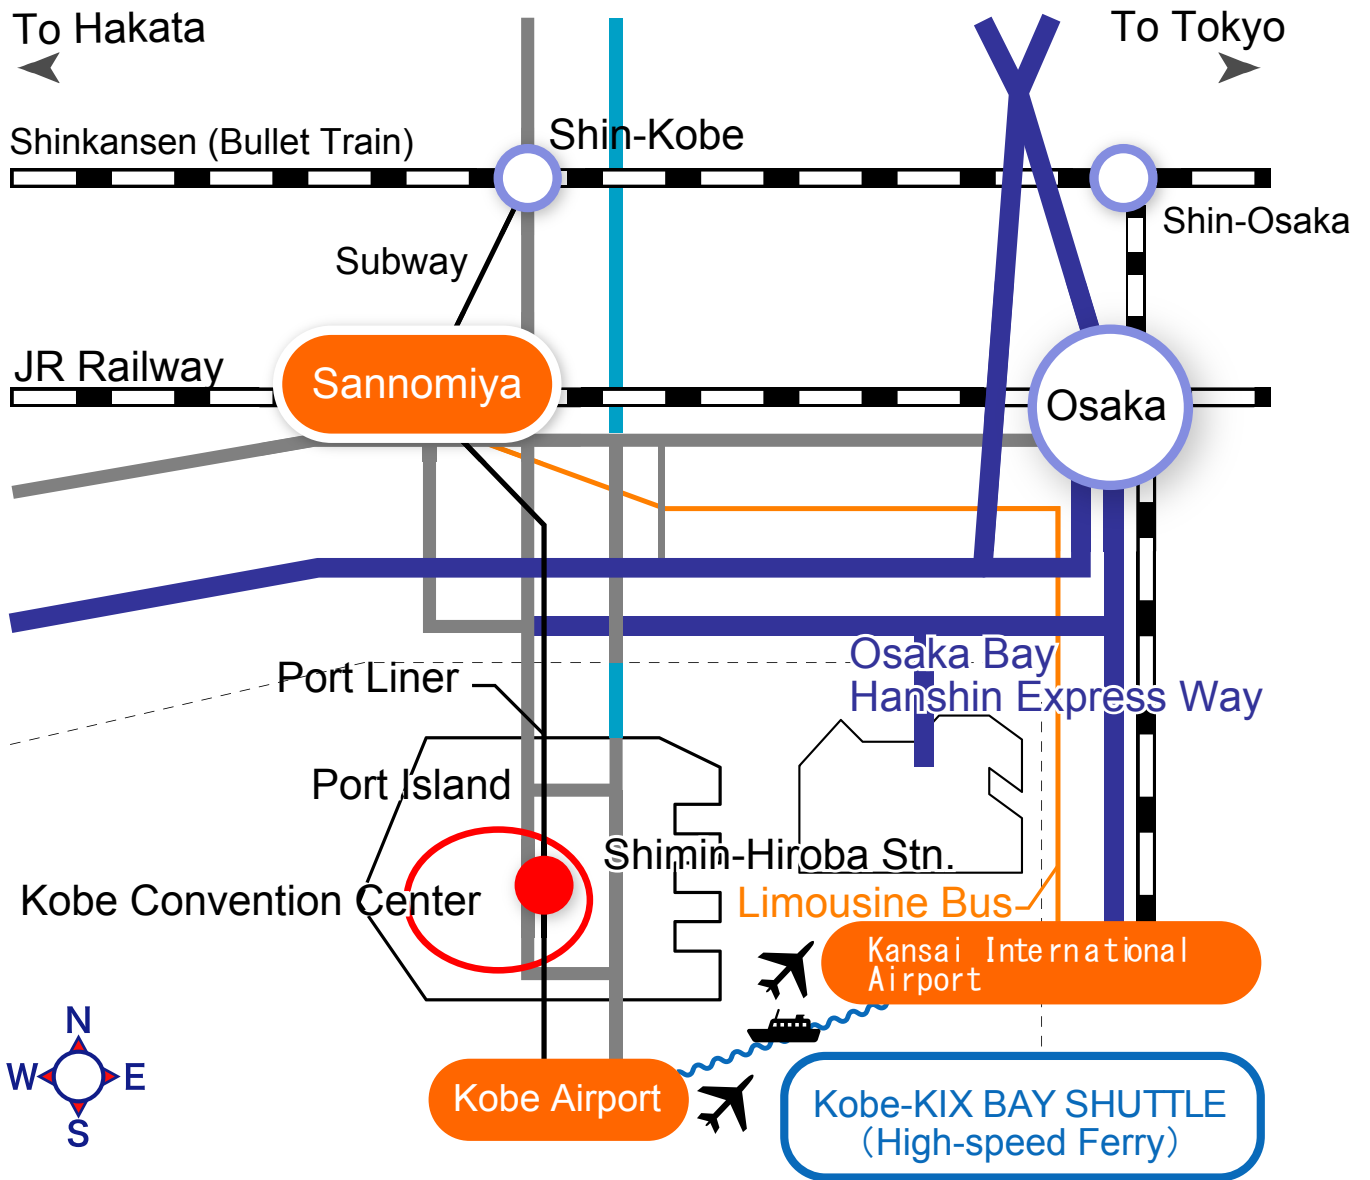 To Hakata
To Tokyo
Shinkansen (Bullet Train)
Shin-Kobe
Shin-Osaka
Subway
JR Railway
Sannomiya
Osaka
Osaka Bay
Hanshin Express Way
Port Liner
Port Island
Shimin-Hiroba Stn.
Kobe Convention Center
Limousine Bus
Kansai International
Airport
N
W
E
S
Kobe Airport
Kobe-KIX BAY SHUTTLE
（High-speed Ferry）